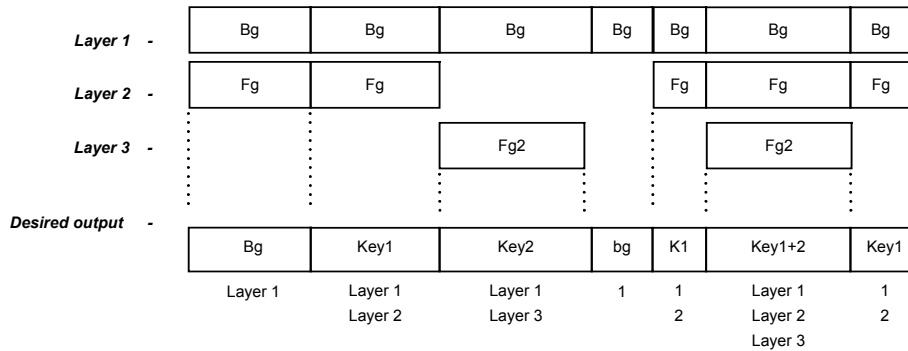 Layer 1 - Bg Bg Bg Bg Bg Bg Bg
Layer 2 - Fg Fg Fg Fg Fg
Layer 3 - Fg2 Fg2
Desired output - Bg Key1 Key2 bg K1 Key1+2 Key1
Layer 1 Layer 1 Layer 1 1 1 Layer 1 1
Layer 2 Layer 3 2 Layer 2 2
Layer 3